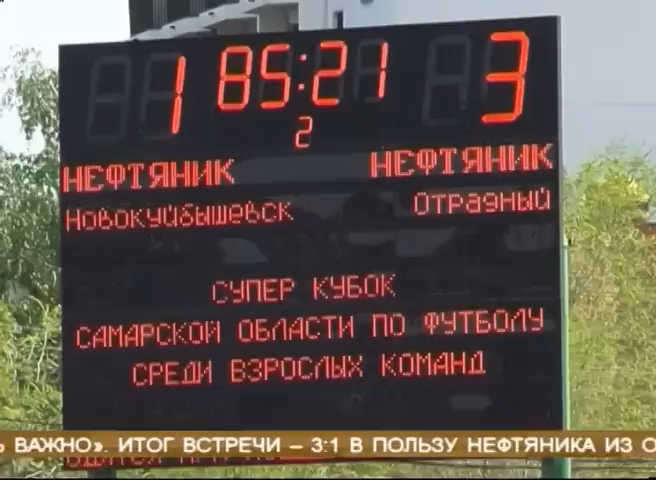 1 85:21 3
2
НЕФТЯНИК НЕФТЯНИК
Новокуйбышевск Отрадный
СУПЕР КУБОК
САМАРСКОЙ ОБЛАСТИ ПО ФУТБОЛУ
СРЕДИ ВЗРОСЛЫХ КОМАНД
Ь ВАЖНО». ИТОГ ВСТРЕЧИ – 3:1 В ПОЛЬЗУ НЕФТЯНИКА ИЗ О